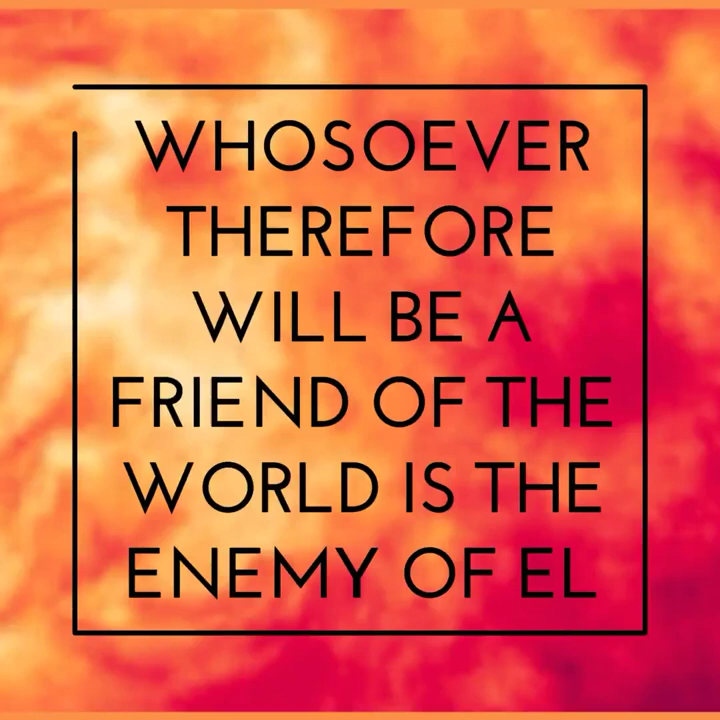 WHOSOEVER
THEREFORE
WILL BE A
FRIEND OF THE
WORLD IS THE
ENEMY OF EL